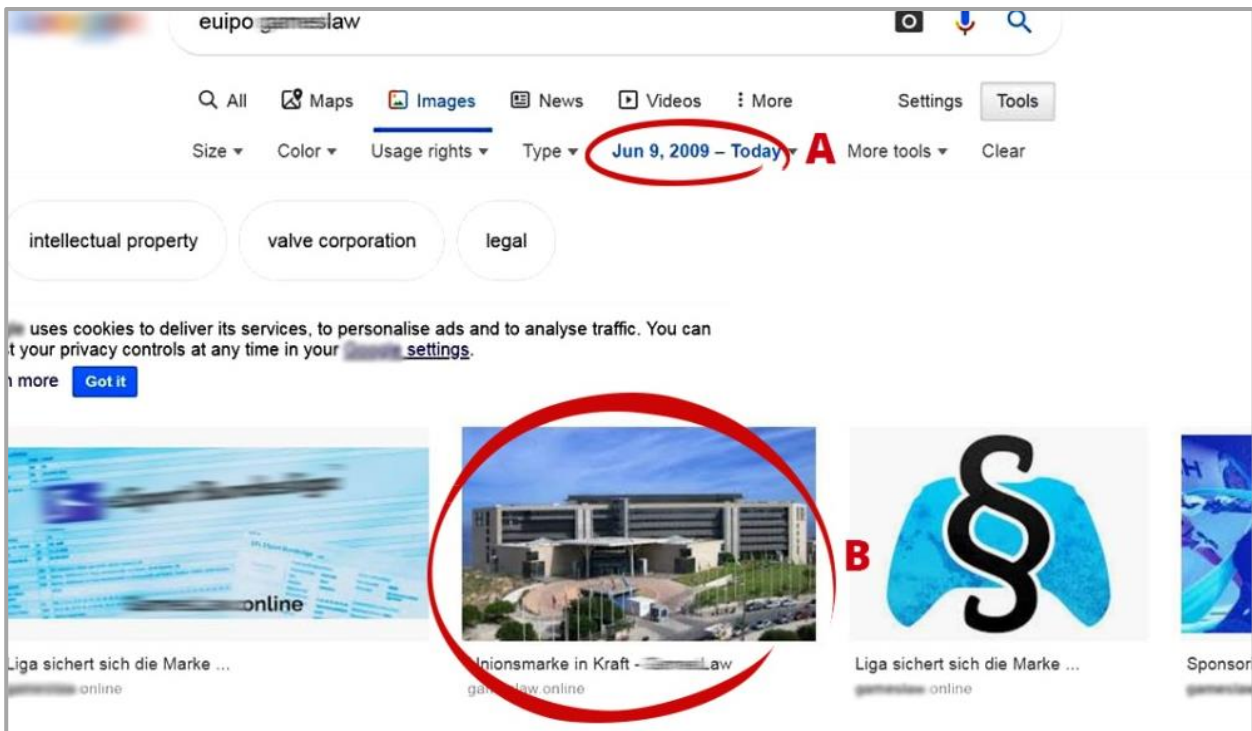 euipo law
All Maps Images News Videos More Settings Tools
Size Color Usage rights Type Jun 9, 2009 – Today A More tools Clear
intellectual property valve corporation legal
uses cookies to deliver its services, to personalise ads and to analyse traffic. You can
t your privacy controls at any time in your settings.
more Got it
online
B
Liga sichert sich die Marke ... Unionsmarke in Kraft - Law Liga sichert sich die Marke ... Sponsor
online law.online online